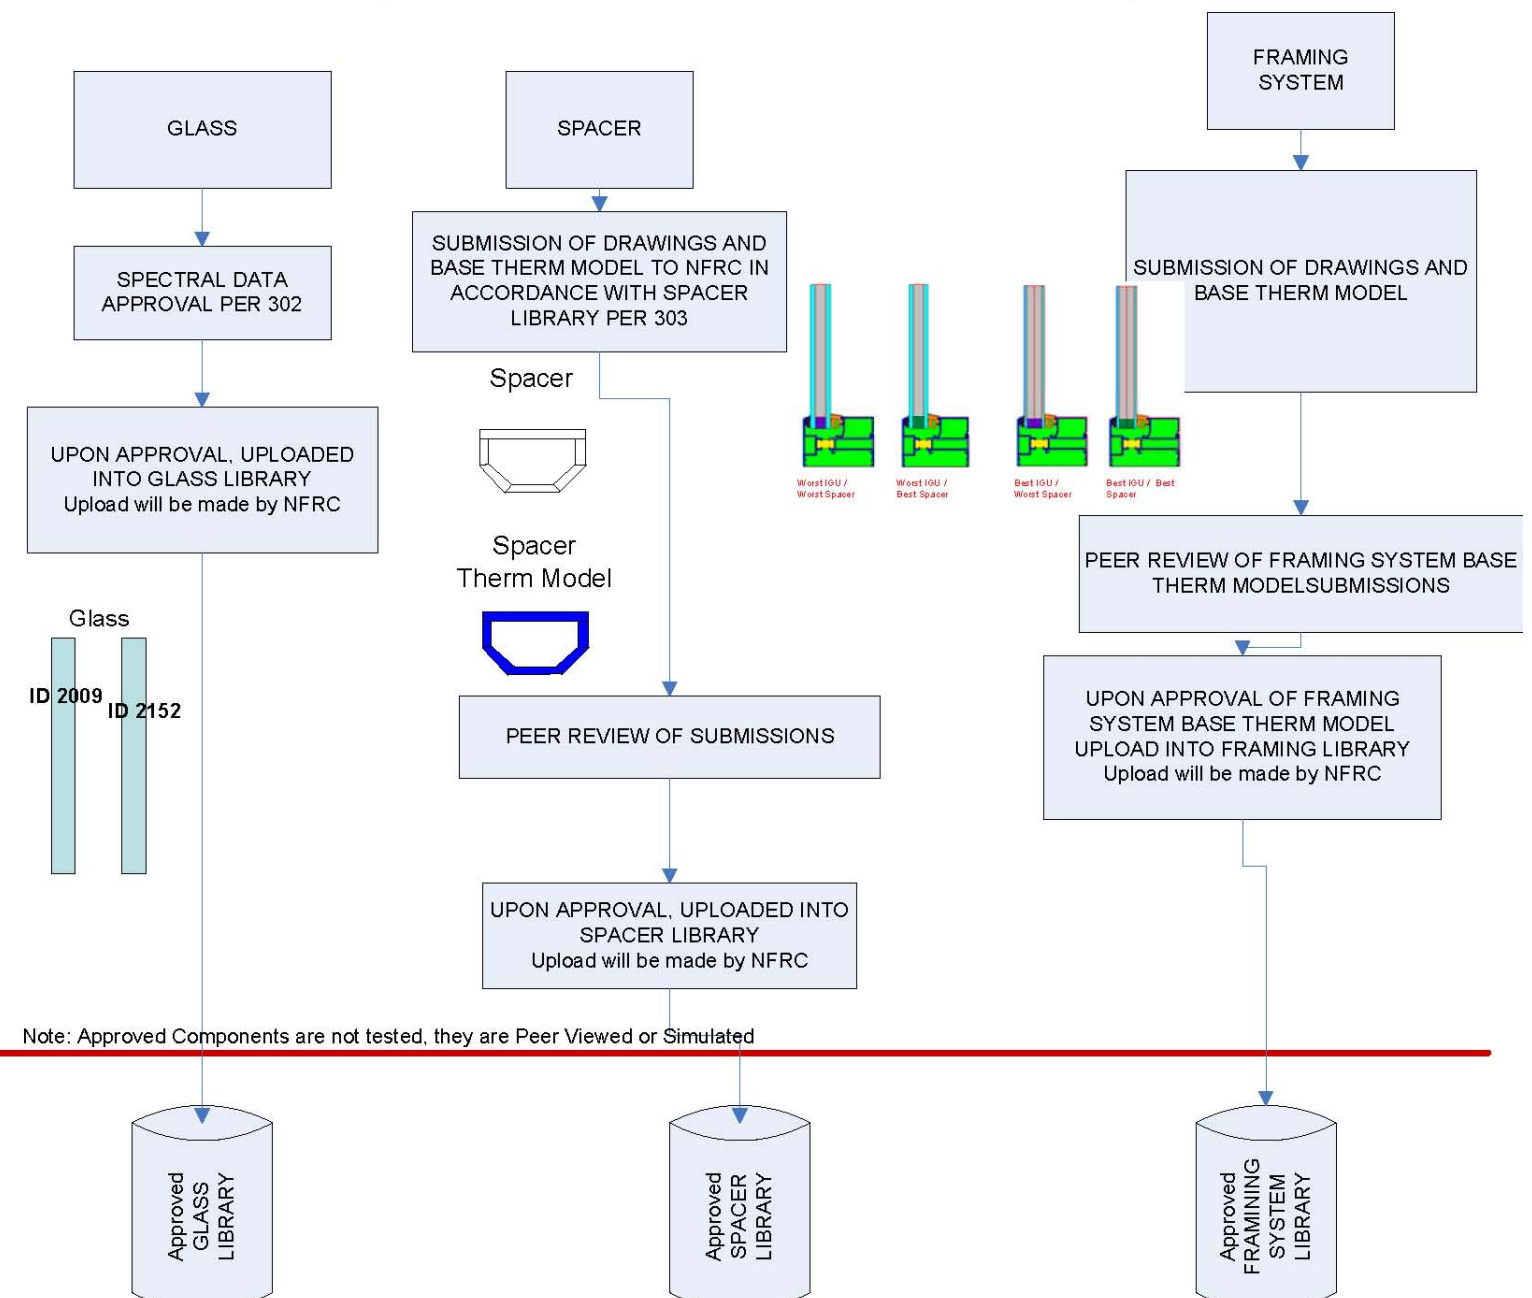 GLASS
SPECTRAL DATA
APPROVAL PER 302
UPON APPROVAL, UPLOADED
INTO GLASS LIBRARY
Upload will be made by NFRC
Glass
ID 2009
ID 2152
SPACER
SUBMISSION OF DRAWINGS AND
BASE THERM MODEL TO NFRC IN
ACCORDANCE WITH SPACER
LIBRARY PER 303
Spacer
Spacer
Therm Model
PEER REVIEW OF SUBMISSIONS
UPON APPROVAL, UPLOADED INTO
SPACER LIBRARY
Upload will be made by NFRC
Worst IGU /
Worst Spacer
Worst IGU /
Best Spacer
Best IGU /
Worst Spacer
Best IGU / Best
Spacer
FRAMING
SYSTEM
SUBMISSION OF DRAWINGS AND
BASE THERM MODEL
PEER REVIEW OF FRAMING SYSTEM BASE
THERM MODELSUBMISSIONS
UPON APPROVAL OF FRAMING
SYSTEM BASE THERM MODEL
UPLOAD INTO FRAMING LIBRARY
Upload will be made by NFRC
Note: Approved Components are not tested, they are Peer Viewed or Simulated
Approved
GLASS
LIBRARY
Approved
SPACER
LIBRARY
Approved
FRAMINING
SYSTEM
LIBRARY